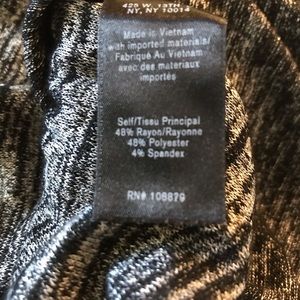 425 W. 13TH
NY, NY 10014
Made in Vietnam
with imported materials/
Fabriqué Au Vietnam
avec des materiaux
importés
Self/Tissu Principal
48% Rayon/Rayonne
48% Polyester
4% Spandex
RN# 106879